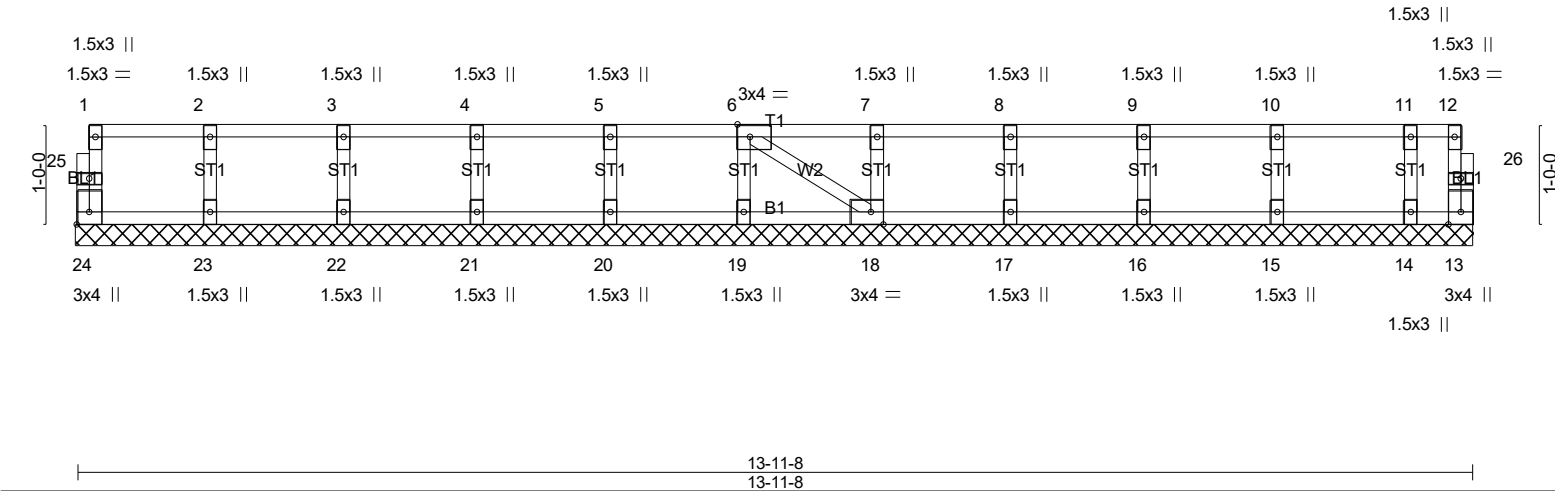 1.5x3 ||
1.5x3 || 1.5x3 ||
1.5x3 = 1.5x3 || 1.5x3 || 1.5x3 || 1.5x3 || 1.5x3 || 1.5x3 || 1.5x3 || 1.5x3 || 1.5x3 =
3x4 =
1 2 3 4 5 6 7 8 9 10 11 12
T1
25 26
1-0-0 1-0-0
ST1 ST1 ST1 ST1 W2 ST1 ST1 ST1 ST1 ST1
BL1 BL1
B1
24 23 22 21 20 19 18 17 16 15 14 13
3x4 || 1.5x3 || 1.5x3 || 1.5x3 || 1.5x3 || 1.5x3 || 3x4 = 1.5x3 || 1.5x3 || 1.5x3 || 3x4 ||
1.5x3 ||
13-11-8
13-11-8